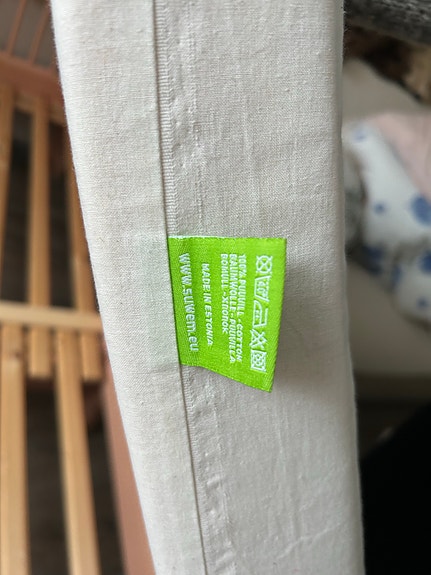 100% PUUVILL - COTTON
BAUMWOLLE - PUUVILLA
BOMULL - ХЛОПОК
MADE IN ESTONIA
www.suwem.eu